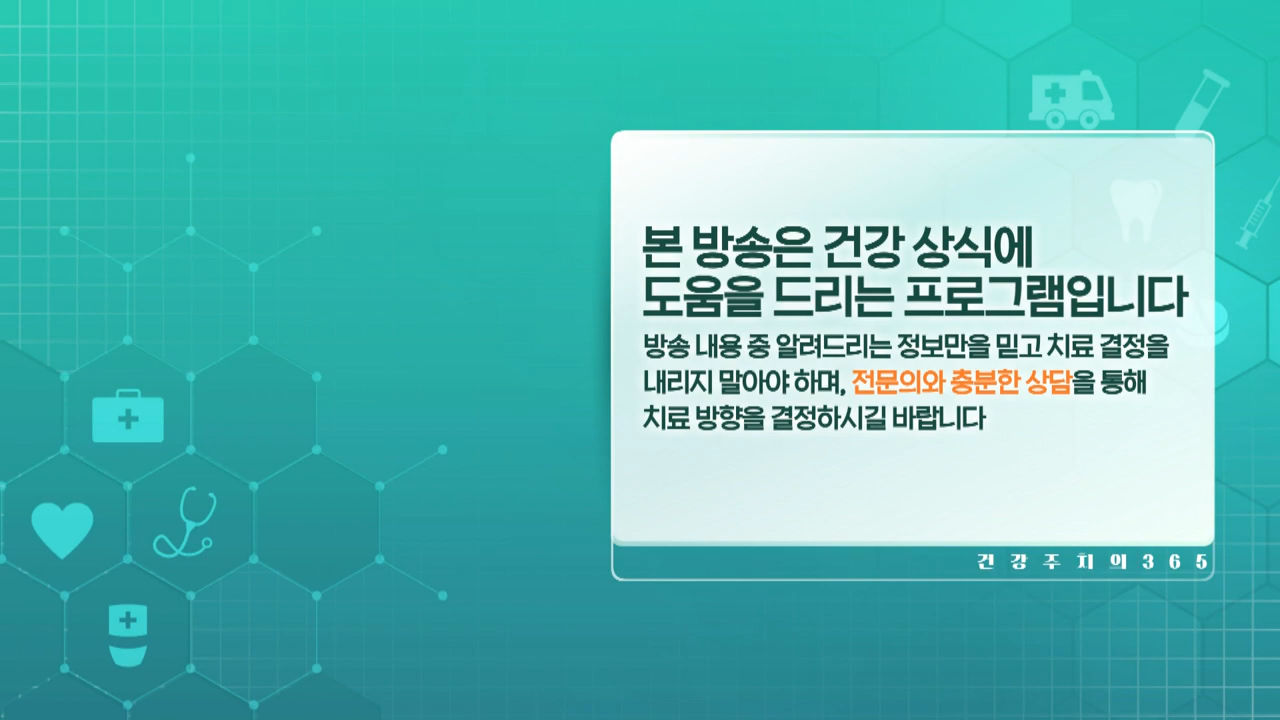 본 방송은 건강 상식에
도움을 드리는 프로그램입니다
방송 내용 중 알려드리는 정보만을 믿고 치료 결정을
내리지 말아야 하며, 전문의와 충분한 상담을 통해
치료 방향을 결정하시길 바랍니다
건강주치의365